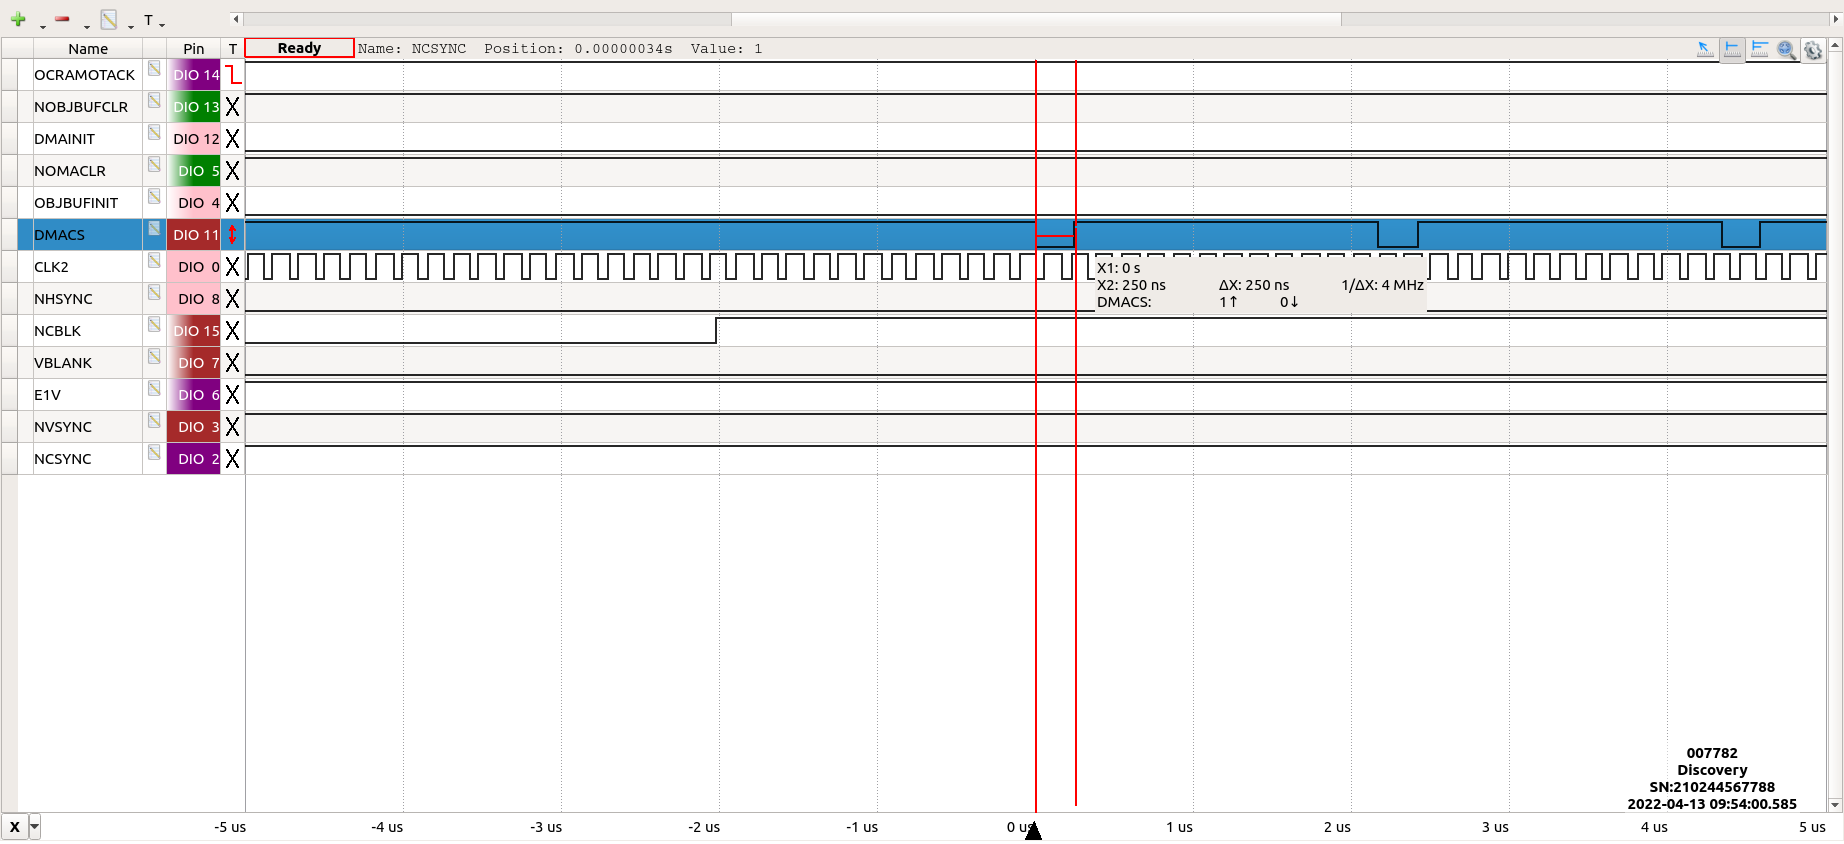 T
Name Pin T Ready Name: NCSYNC Position: 0.00000034s Value: 1
OCRAMOTACK DIO 14
NOBJBUFCLR DIO 13 X
DMAINIT DIO 12 X
NOMACLR DIO 5 X
OBJBUFINIT DIO 4 X
DMACS DIO 11
CLK2 DIO 0 X
X1: 0 s
X2: 250 ns ΔX: 250 ns 1/ΔX: 4 MHz
DMACS: 1↑ 0↓
NHSYNC DIO 8 X
NCBLK DIO 15 X
VBLANK DIO 7 X
E1V DIO 6 X
NVSYNC DIO 3 X
NCSYNC DIO 2 X
007782
Discovery
SN:210244567788
2022-04-13 09:54:00.585
X -5 us -4 us -3 us -2 us -1 us 0 us 1 us 2 us 3 us 4 us 5 us